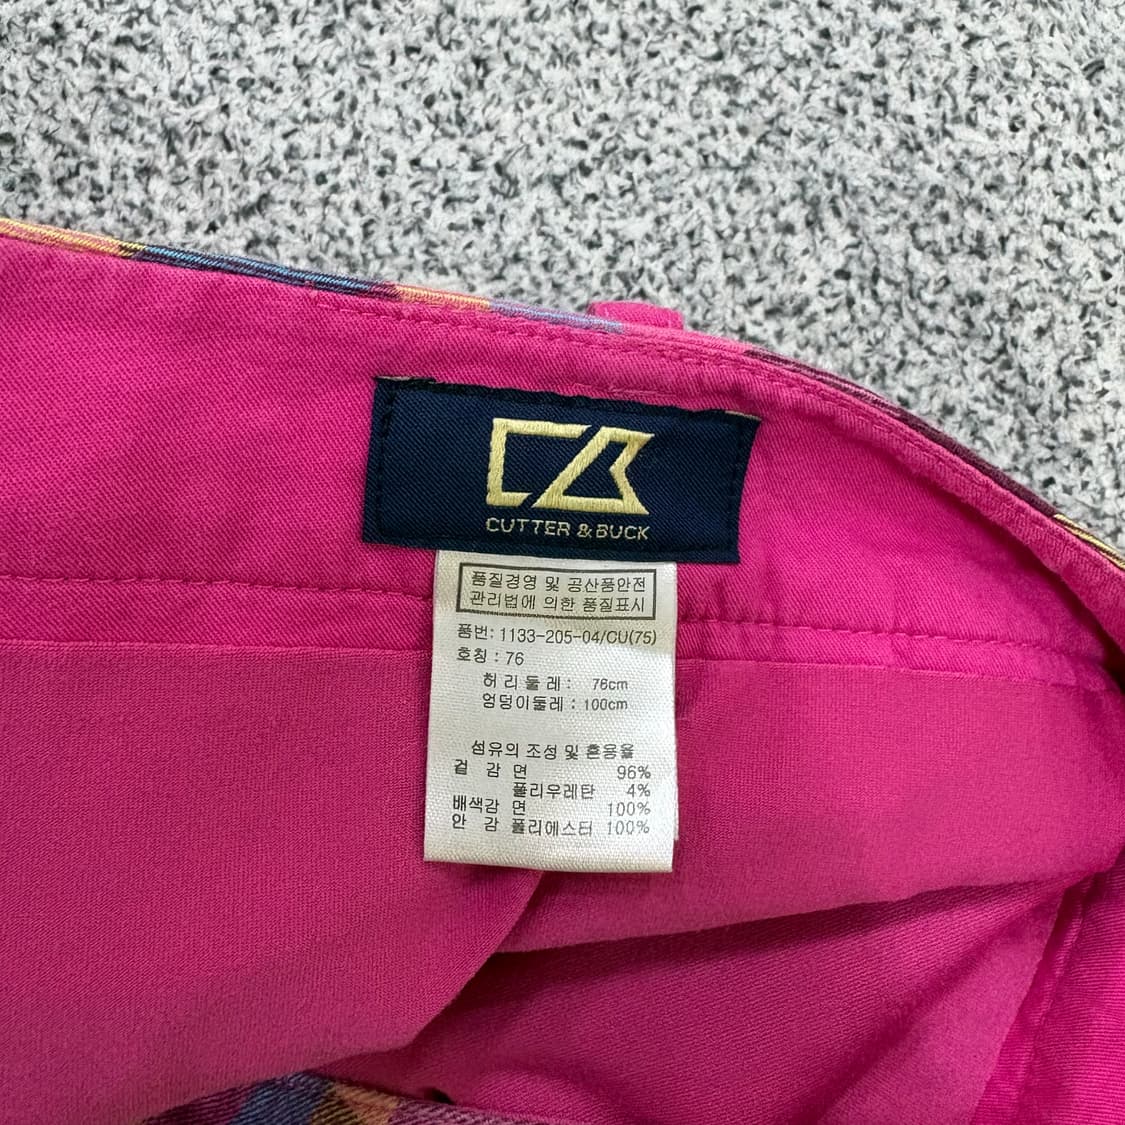 CUTTER & BUCK
품질경영 및 공산품안전
관리법에 의한 품질표시
품번: 1133-205-04/CU(75)
호칭 : 76
허리둘레: 76cm
엉덩이둘레 : 100cm
섬유의 조성 및 혼용율
겉 감 면 96%
폴리우레탄 4%
배색감 면 100%
안 감 폴리에스터 100%